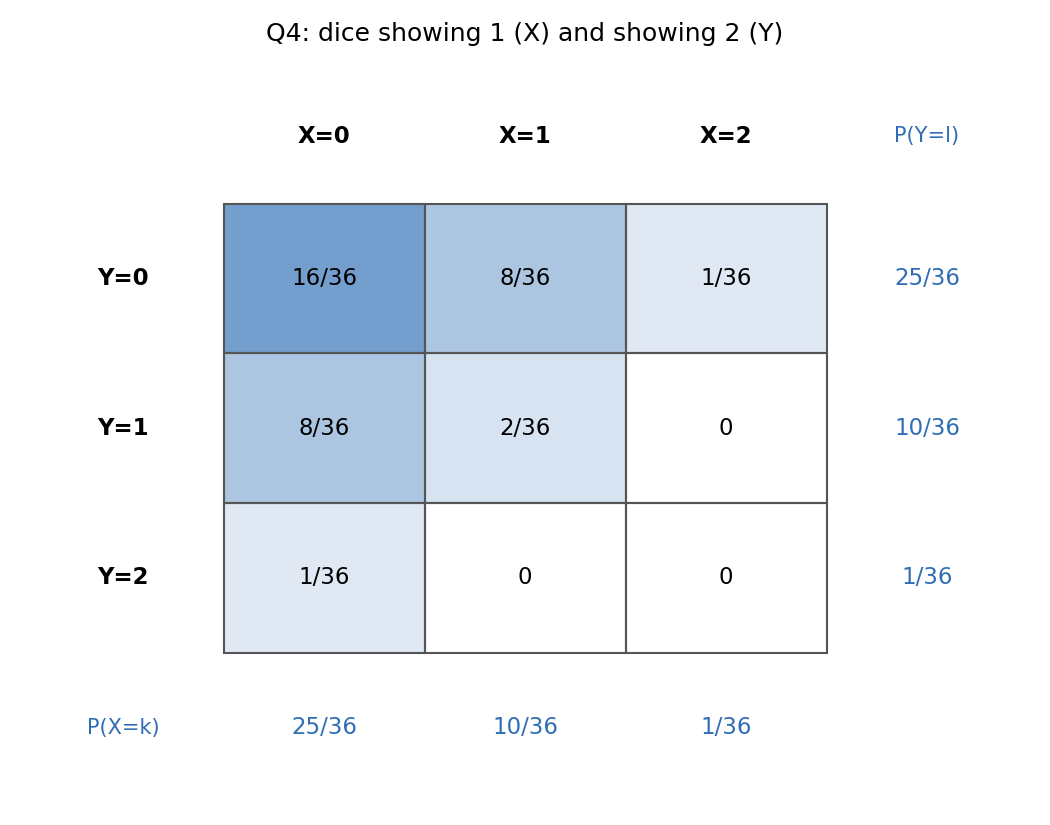 Q4: dice showing 1 (X) and showing 2 (Y)
X=0 X=1 X=2 P(Y=l)
Y=0 16/36 8/36 1/36 25/36
Y=1 8/36 2/36 0 10/36
Y=2 1/36 0 0 1/36
P(X=k) 25/36 10/36 1/36